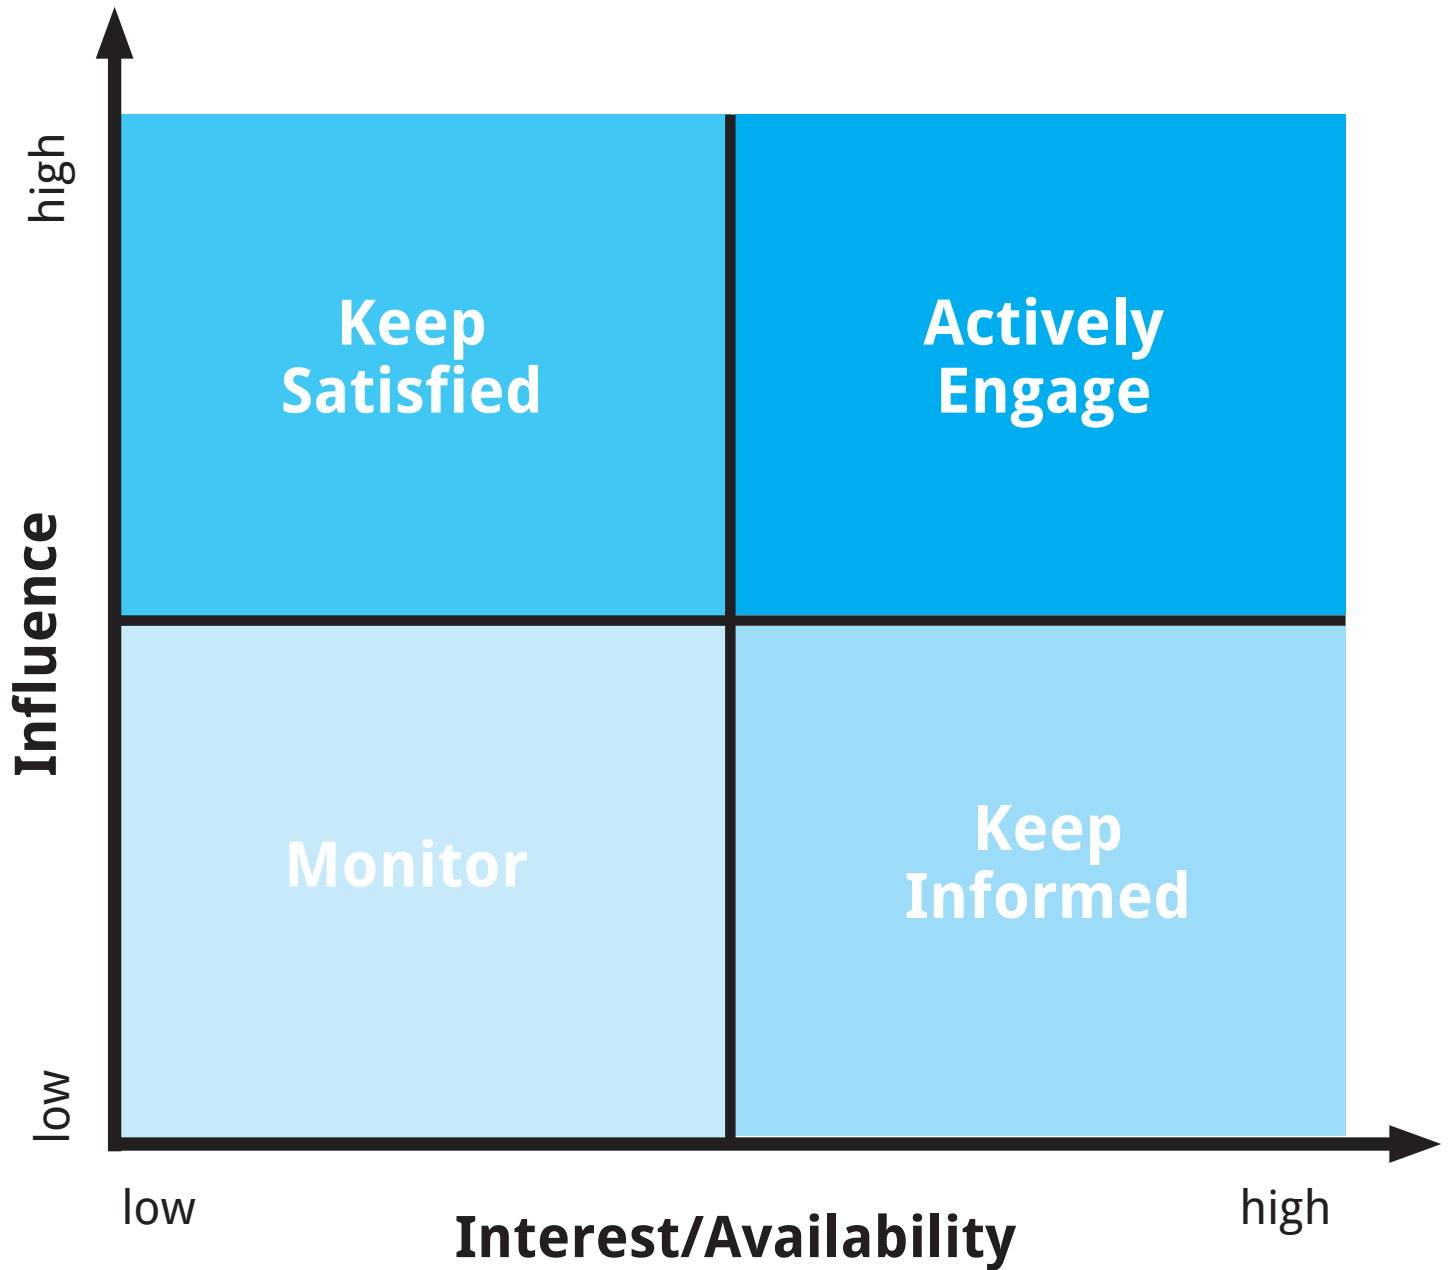 high
Keep
Satisfied
Actively
Engage
Influence
Monitor
Keep
Informed
low
low
Interest/Availability
high